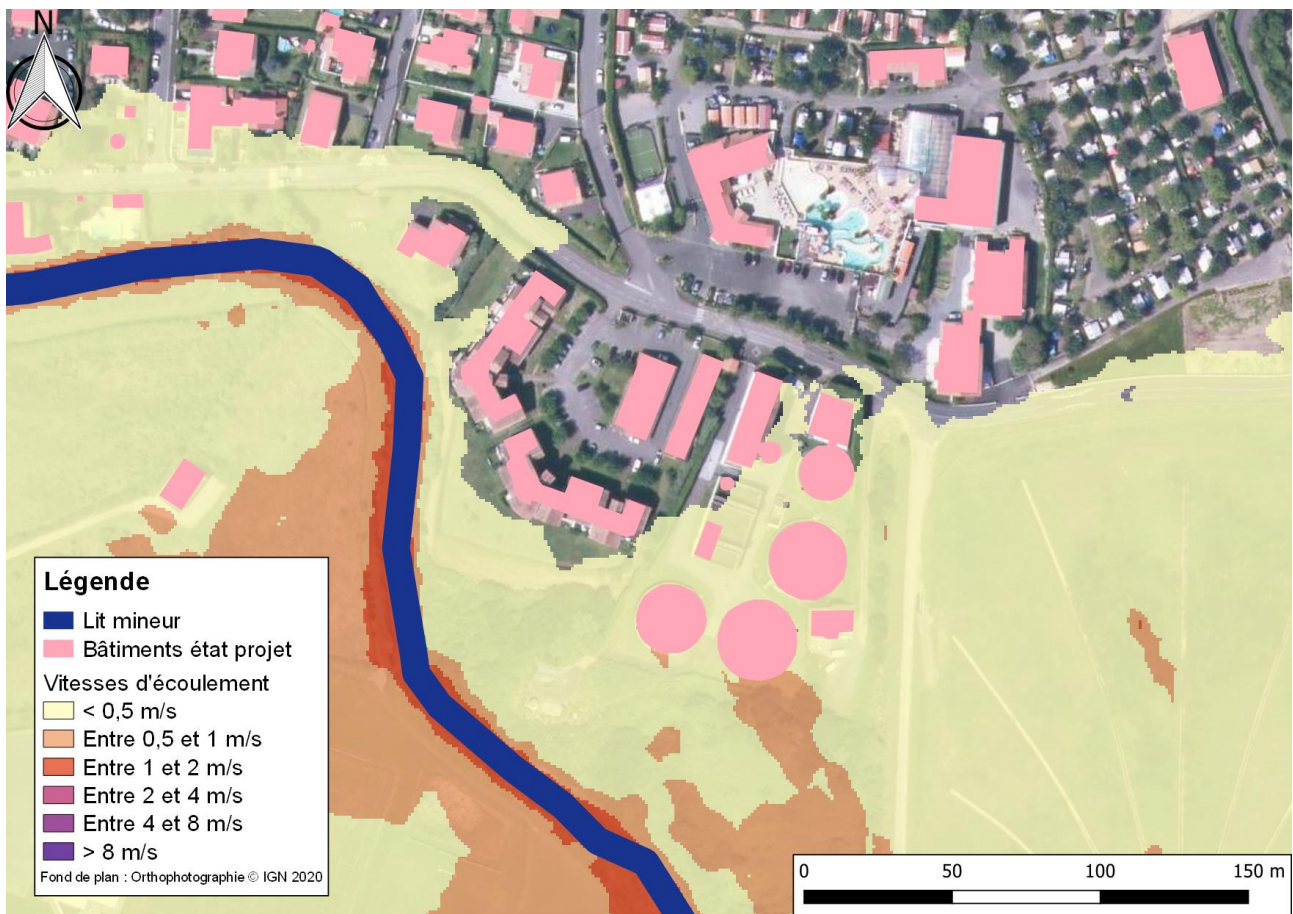 N
Légende
Lit mineur
Bâtiments état projet
Vitesses d'écoulement
< 0,5 m/s
Entre 0,5 et 1 m/s
Entre 1 et 2 m/s
Entre 2 et 4 m/s
Entre 4 et 8 m/s
> 8 m/s
Fond de plan : Orthophotographie © IGN 2020
0 50 100 150 m